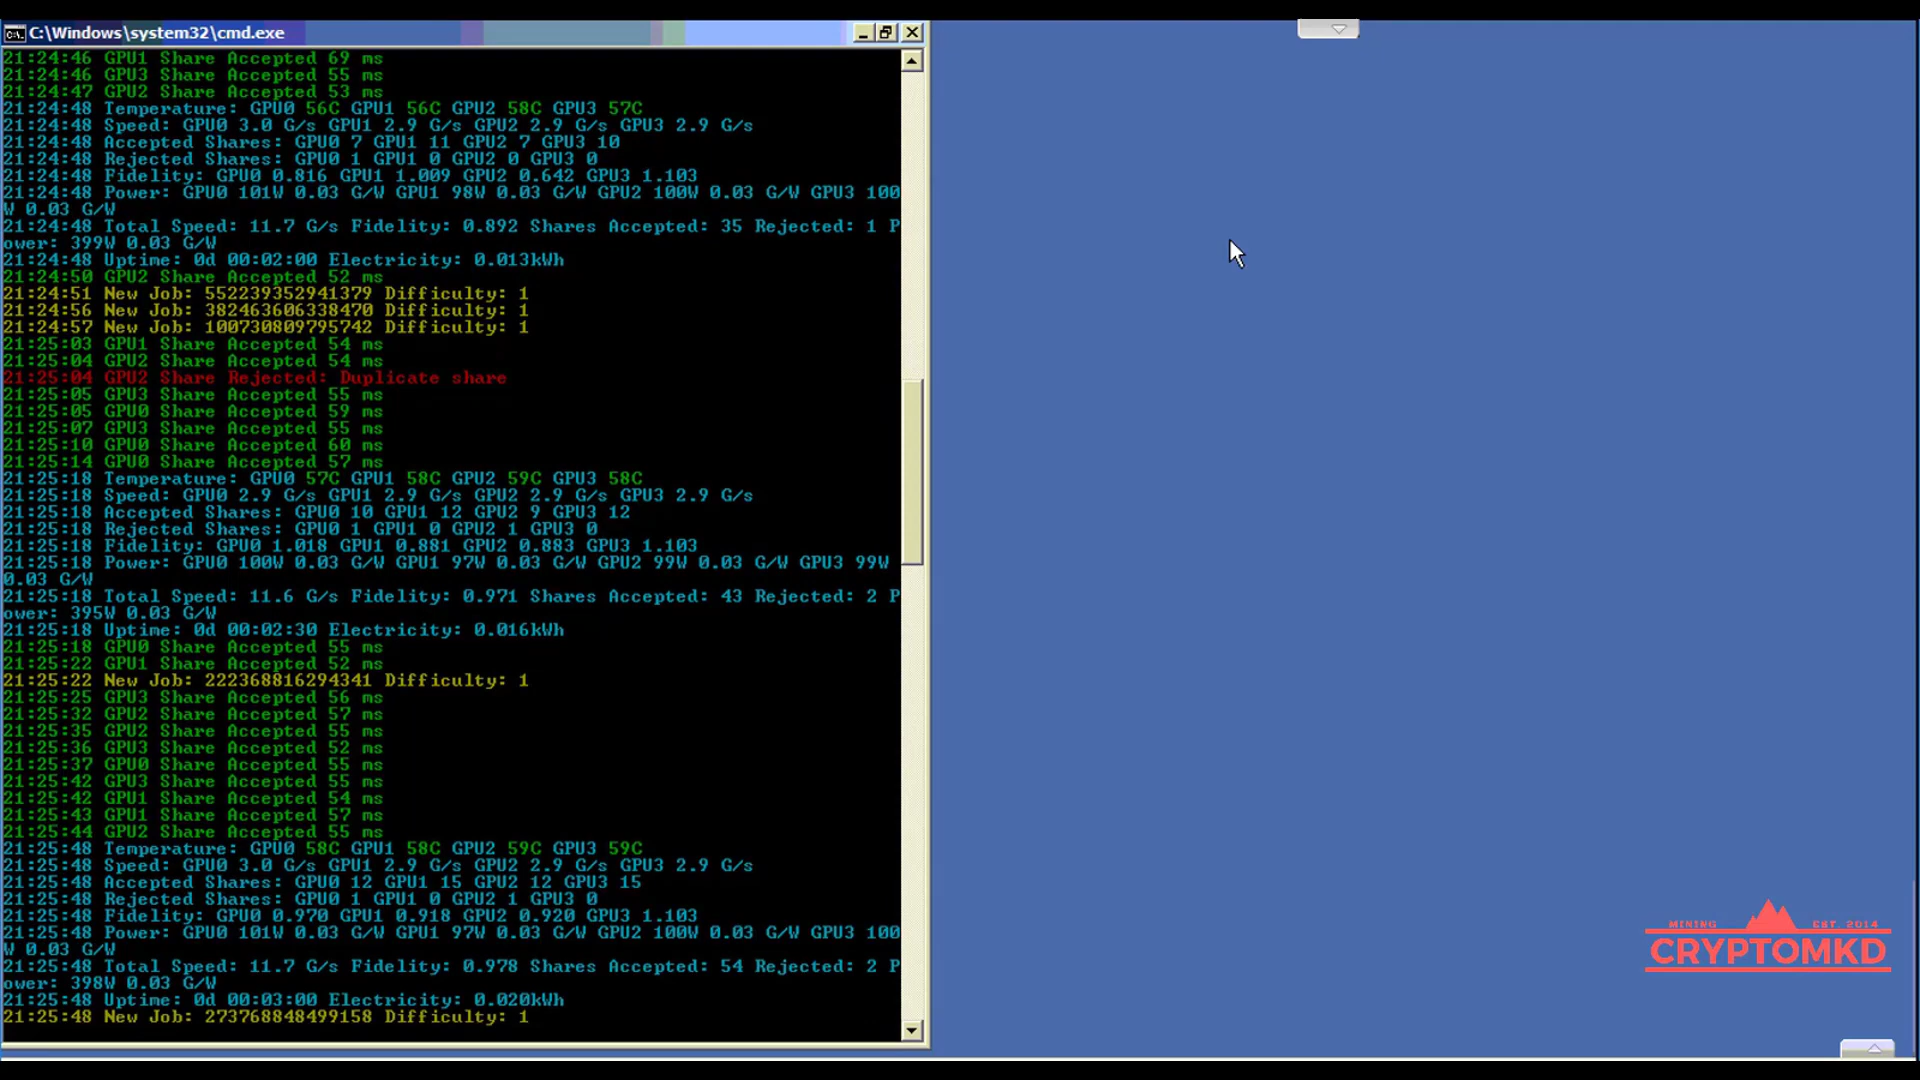 C:\Windows\system32\cmd.exe
21:24:46 GPU1 Share Accepted 69 ms
21:24:46 GPU3 Share Accepted 55 ms
21:24:47 GPU2 Share Accepted 53 ms
21:24:48 Temperature: GPU0 56C GPU1 56C GPU2 58C GPU3 57C
21:24:48 Speed: GPU0 3.0 G/s GPU1 2.9 G/s GPU2 2.9 G/s GPU3 2.9 G/s
21:24:48 Accepted Shares: GPU0 7 GPU1 11 GPU2 7 GPU3 10
21:24:48 Rejected Shares: GPU0 1 GPU1 0 GPU2 0 GPU3 0
21:24:48 Fidelity: GPU0 0.816 GPU1 1.009 GPU2 0.642 GPU3 1.103
21:24:48 Power: GPU0 101W 0.03 G/W GPU1 98W 0.03 G/W GPU2 100W 0.03 G/W GPU3 100
W 0.03 G/W
21:24:48 Total Speed: 11.7 G/s Fidelity: 0.892 Shares Accepted: 35 Rejected: 1 P
ower: 399W 0.03 G/W
21:24:48 Uptime: 0d 00:02:00 Electricity: 0.013kWh
21:24:50 GPU2 Share Accepted 52 ms
21:24:51 New Job: 552239352941379 Difficulty: 1
21:24:56 New Job: 382463606338470 Difficulty: 1
21:24:57 New Job: 100730809795742 Difficulty: 1
21:25:03 GPU1 Share Accepted 54 ms
21:25:04 GPU2 Share Accepted 54 ms
21:25:04 GPU2 Share Rejected: Duplicate share
21:25:05 GPU3 Share Accepted 55 ms
21:25:05 GPU0 Share Accepted 59 ms
21:25:07 GPU3 Share Accepted 55 ms
21:25:10 GPU0 Share Accepted 60 ms
21:25:14 GPU0 Share Accepted 57 ms
21:25:18 Temperature: GPU0 57C GPU1 58C GPU2 59C GPU3 58C
21:25:18 Speed: GPU0 2.9 G/s GPU1 2.9 G/s GPU2 2.9 G/s GPU3 2.9 G/s
21:25:18 Accepted Shares: GPU0 10 GPU1 12 GPU2 9 GPU3 12
21:25:18 Rejected Shares: GPU0 1 GPU1 0 GPU2 1 GPU3 0
21:25:18 Fidelity: GPU0 1.018 GPU1 0.881 GPU2 0.883 GPU3 1.103
21:25:18 Power: GPU0 100W 0.03 G/W GPU1 97W 0.03 G/W GPU2 99W 0.03 G/W GPU3 99W
0.03 G/W
21:25:18 Total Speed: 11.6 G/s Fidelity: 0.971 Shares Accepted: 43 Rejected: 2 P
ower: 395W 0.03 G/W
21:25:18 Uptime: 0d 00:02:30 Electricity: 0.016kWh
21:25:18 GPU0 Share Accepted 55 ms
21:25:22 GPU1 Share Accepted 52 ms
21:25:22 New Job: 222368816294341 Difficulty: 1
21:25:25 GPU3 Share Accepted 56 ms
21:25:32 GPU2 Share Accepted 57 ms
21:25:35 GPU2 Share Accepted 55 ms
21:25:36 GPU3 Share Accepted 52 ms
21:25:37 GPU0 Share Accepted 55 ms
21:25:42 GPU3 Share Accepted 55 ms
21:25:42 GPU1 Share Accepted 54 ms
21:25:43 GPU1 Share Accepted 57 ms
21:25:44 GPU2 Share Accepted 55 ms
21:25:48 Temperature: GPU0 58C GPU1 58C GPU2 59C GPU3 59C
21:25:48 Speed: GPU0 3.0 G/s GPU1 2.9 G/s GPU2 2.9 G/s GPU3 2.9 G/s
21:25:48 Accepted Shares: GPU0 12 GPU1 15 GPU2 12 GPU3 15
21:25:48 Rejected Shares: GPU0 1 GPU1 0 GPU2 1 GPU3 0
21:25:48 Fidelity: GPU0 0.970 GPU1 0.918 GPU2 0.920 GPU3 1.103
21:25:48 Power: GPU0 101W 0.03 G/W GPU1 97W 0.03 G/W GPU2 100W 0.03 G/W GPU3 100
W 0.03 G/W
21:25:48 Total Speed: 11.7 G/s Fidelity: 0.978 Shares Accepted: 54 Rejected: 2 P
ower: 398W 0.03 G/W
21:25:48 Uptime: 0d 00:03:00 Electricity: 0.020kWh
21:25:48 New Job: 273768848499158 Difficulty: 1
MINING EST. 2014
CRYPTOMKD